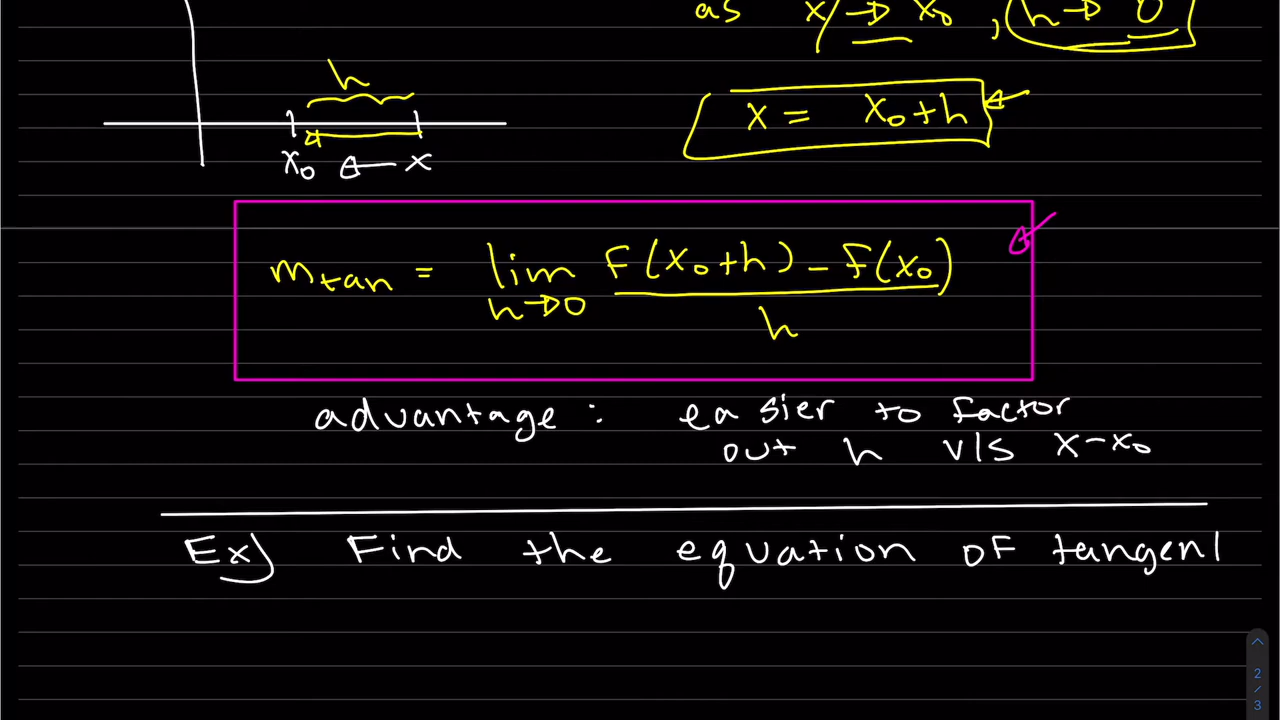 as x → x₀, h → 0
h
x = x₀+h
x₀ ← x
m_tan = lim_{h→0} \frac{f(x₀+h) - f(x₀)}{h}
advantage : easier to factor
out h v/s x-x₀
Ex) Find the equation of tangent
2
/
3